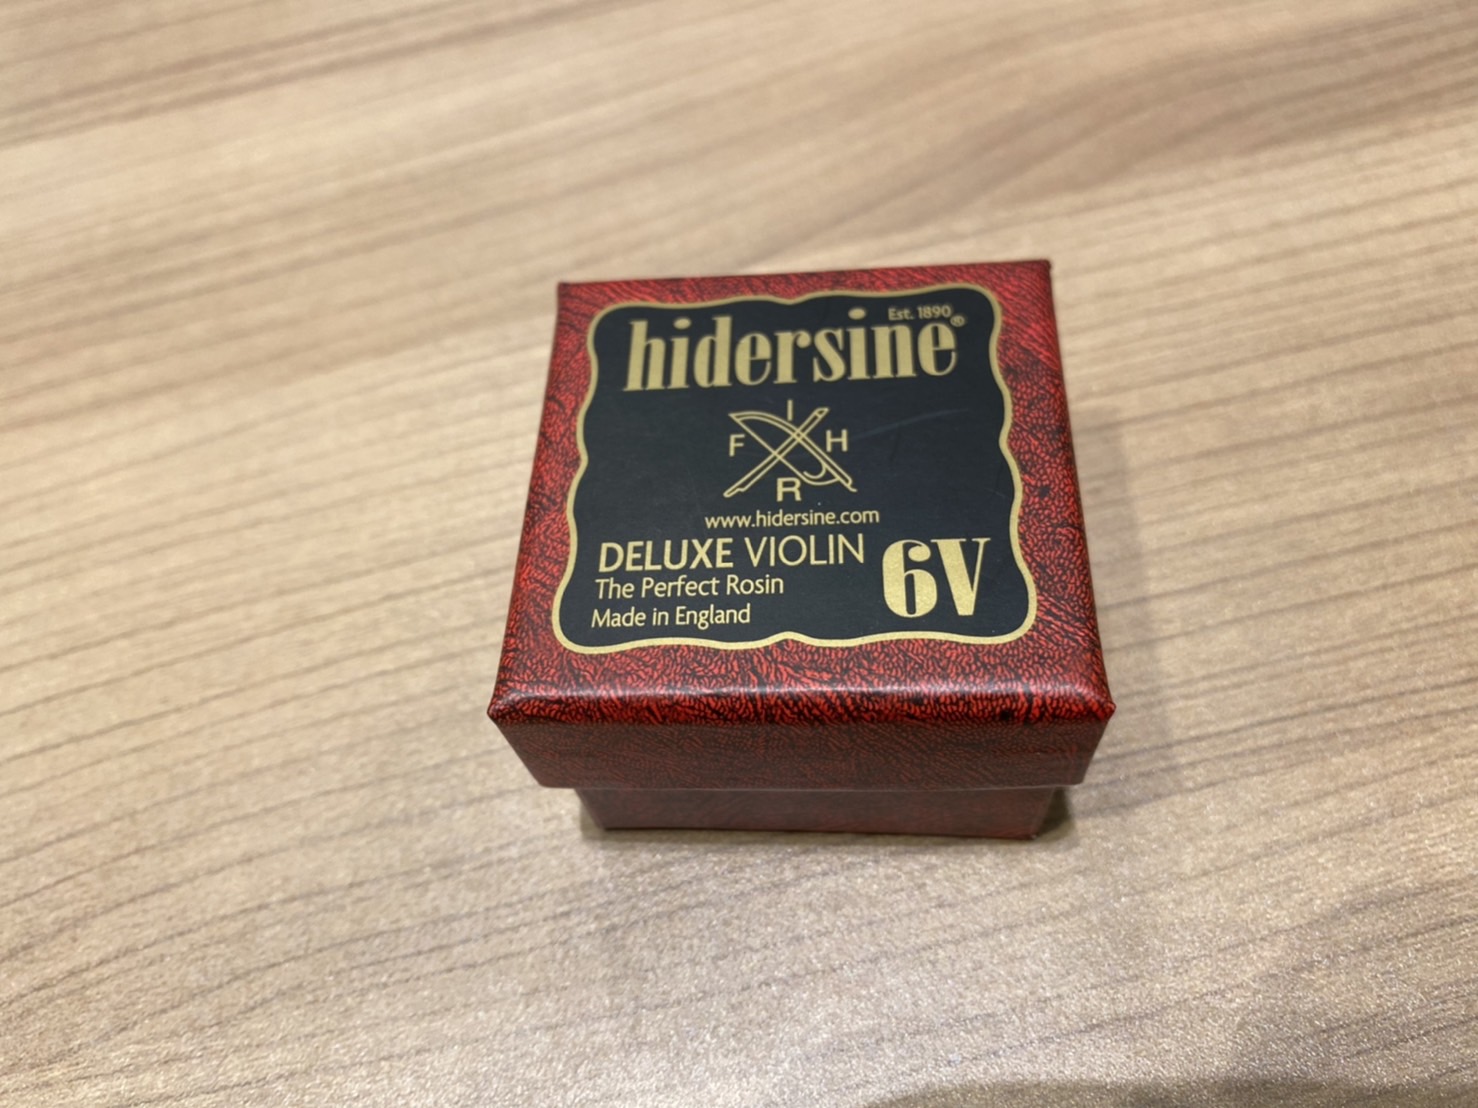 Est. 1890
hidersine®
I
F H
R
www.hidersine.com
DELUXE VIOLIN
The Perfect Rosin
Made in England
6V